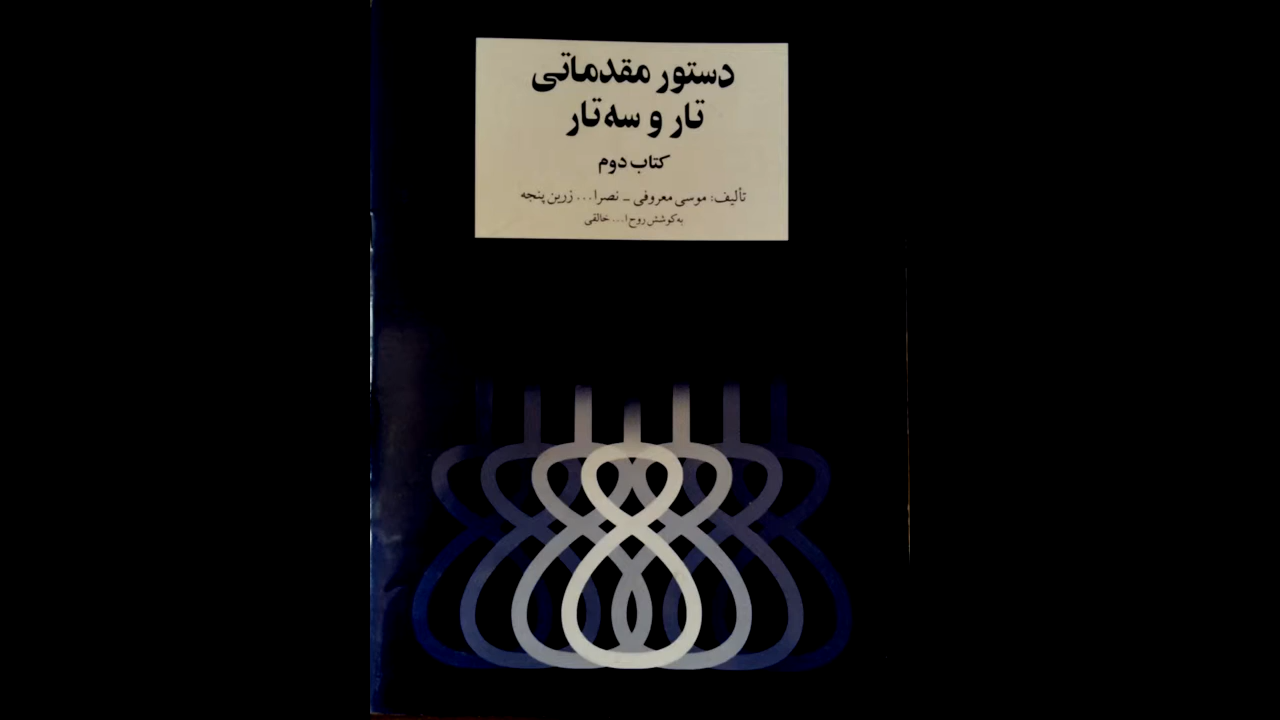 دستور مقدماتی
تار و سه‌تار
کتاب دوم
تألیف: موسی معروفی ـ نصرا... زرین پنجه
به‌کوشش روح ا... خالقی